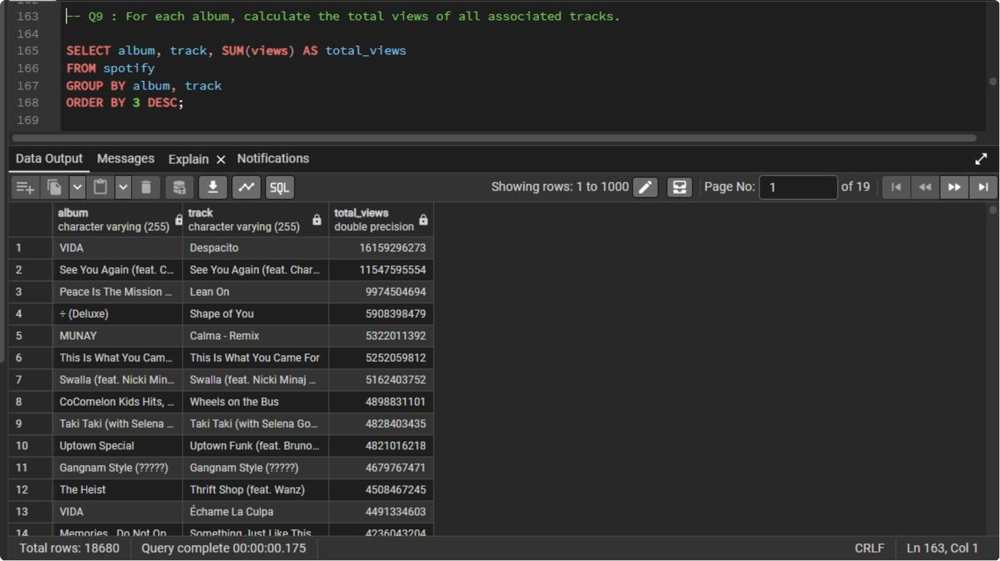 163 -- Q9 : For each album, calculate the total views of all associated tracks.
164
165 SELECT album, track, SUM(views) AS total_views
166 FROM spotify
167 GROUP BY album, track
168 ORDER BY 3 DESC;
169
Data Output Messages Explain × Notifications
SQL Showing rows: 1 to 1000 Page No: 1 of 19
album track total_views
character varying (255) character varying (255) double precision
1 VIDA Despacito 16159296273
2 See You Again (feat. C... See You Again (feat. Char... 11547595554
3 Peace Is The Mission ... Lean On 9974504694
4 ÷ (Deluxe) Shape of You 5908398479
5 MUNAY Calma - Remix 5322011392
6 This Is What You Cam... This Is What You Came For 5252059812
7 Swalla (feat. Nicki Min... Swalla (feat. Nicki Minaj ... 5162403752
8 CoComelon Kids Hits, ... Wheels on the Bus 4898831101
9 Taki Taki (with Selena ... Taki Taki (with Selena Go... 4828403435
10 Uptown Special Uptown Funk (feat. Bruno... 4821016218
11 Gangnam Style (?????) Gangnam Style (?????) 4679767471
12 The Heist Thrift Shop (feat. Wanz) 4508467245
13 VIDA Échame La Culpa 4491334603
14 Memories...Do Not Op... Something Just Like This 4236043204
Total rows: 18680 Query complete 00:00:00.175 CRLF Ln 163, Col 1